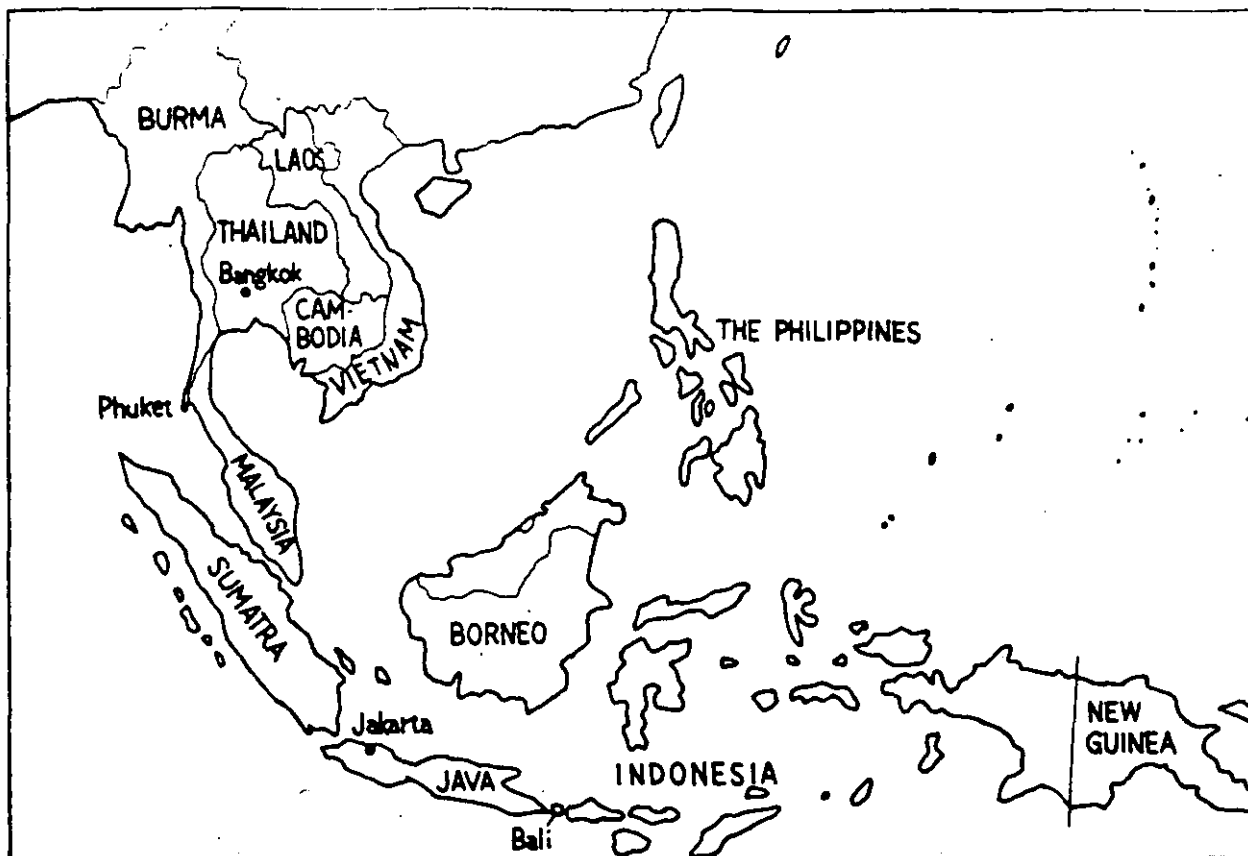 BURMA
LAOS
THAILAND
Bangkok
CAM-
BODIA
VIETNAM
THE PHILIPPINES
Phuket
MALAYSIA
SUMATRA
BORNEO
Jakarta
JAVA
Bali
INDONESIA
NEW
GUINEA